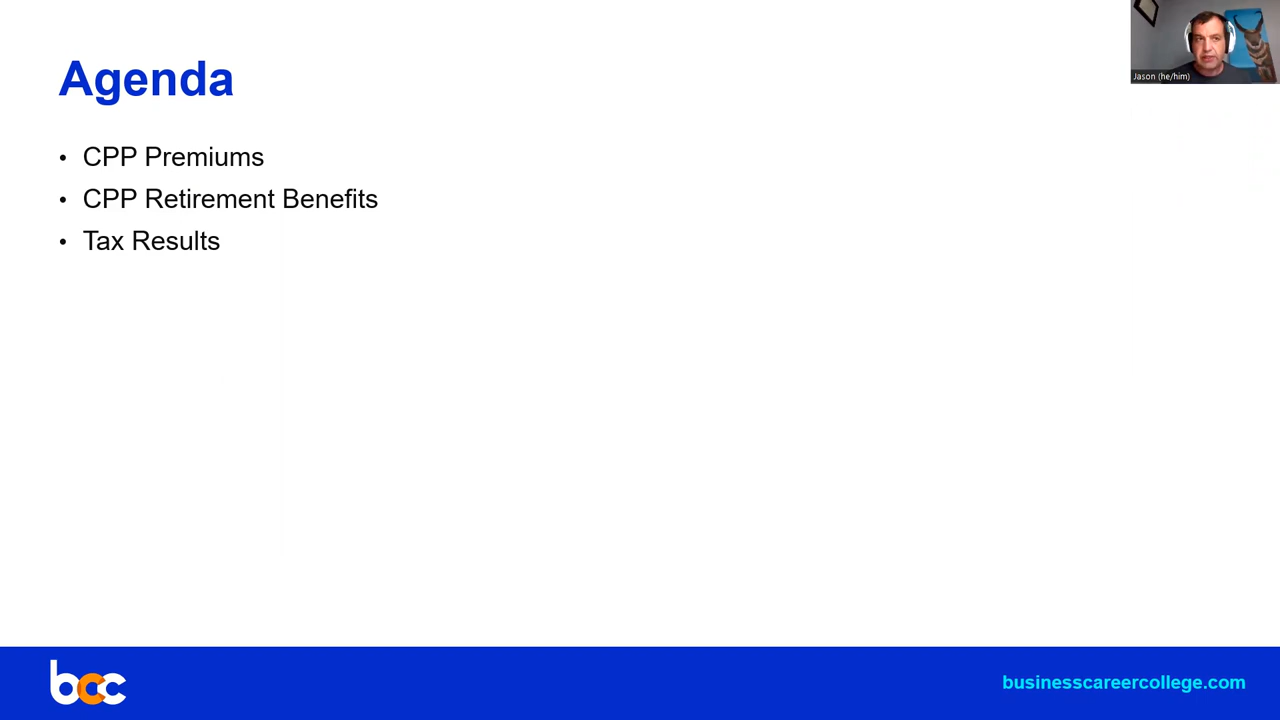 Agenda
• CPP Premiums
• CPP Retirement Benefits
• Tax Results
Jason (he/him)
bcc
businesscareercollege.com